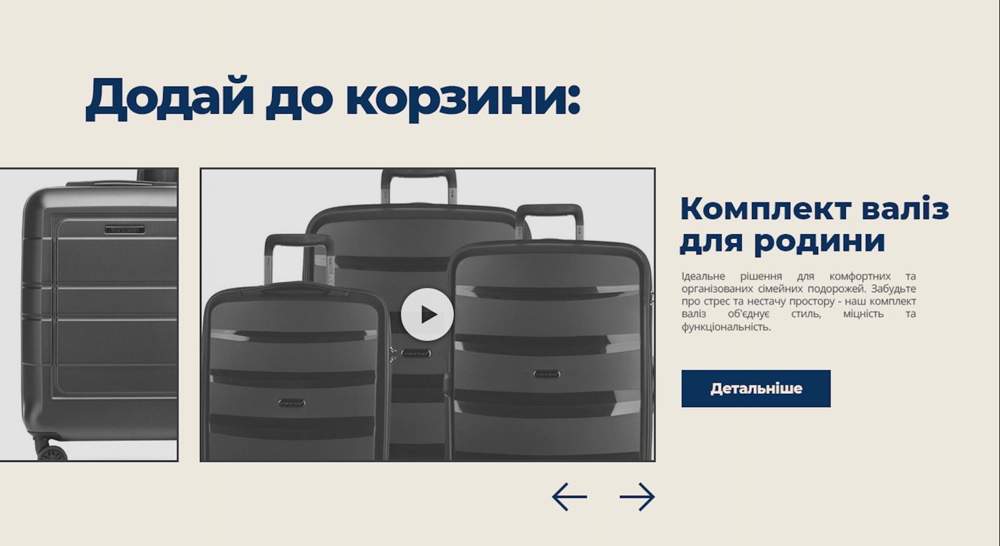 Додай до корзини:
Комплект валіз
для родини
Ідеальне рішення для комфортних та
організованих сімейних подорожей. Забудьте
про стрес та нестачу простору - наш комплект
валіз об'єднує стиль, міцність та
функціональність.
Детальніше